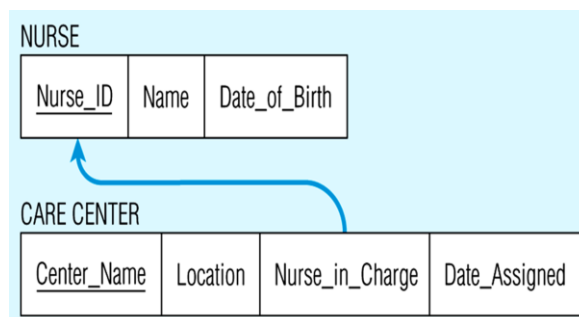 NURSE
Nurse_ID Name Date_of_Birth
CARE CENTER
Center_Name Location Nurse_in_Charge Date_Assigned